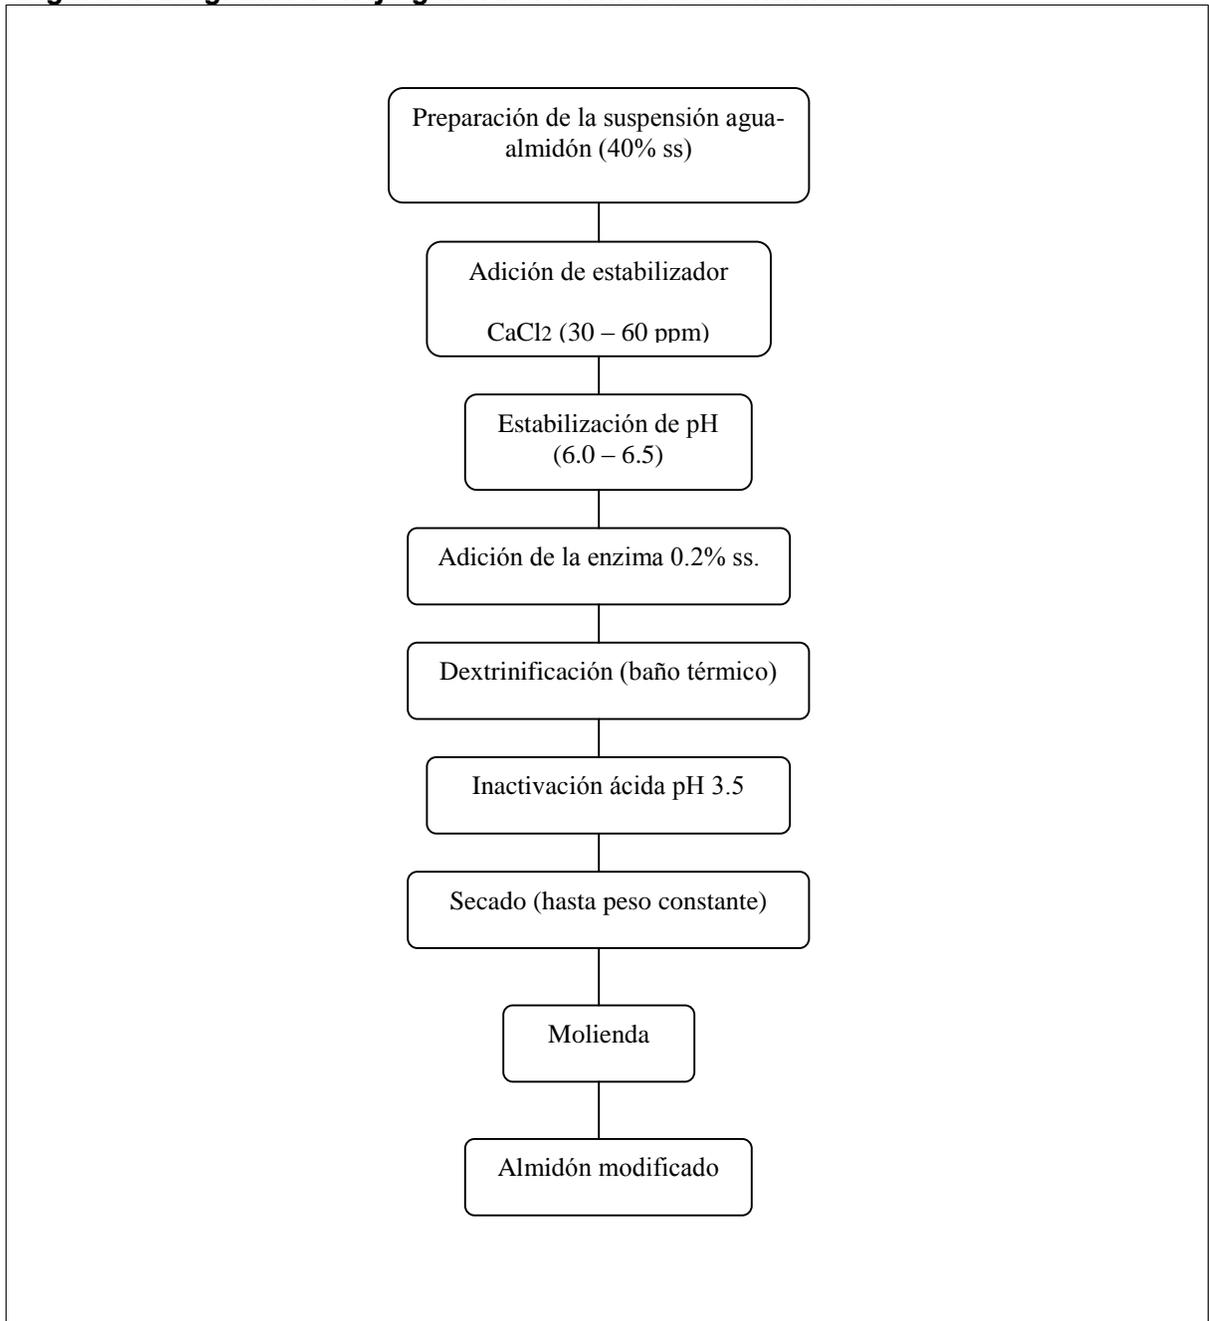 Preparación de la suspensión agua-
almidón (40% ss)
Adición de estabilizador
CaCl2 (30 – 60 ppm)
Estabilización de pH
(6.0 – 6.5)
Adición de la enzima 0.2% ss.
Dextrinificación (baño térmico)
Inactivación ácida pH 3.5
Secado (hasta peso constante)
Molienda
Almidón modificado